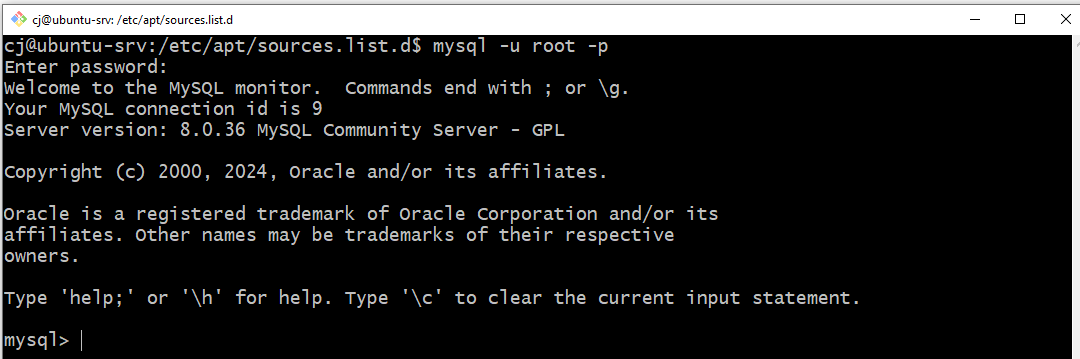 cj@ubuntu-srv: /etc/apt/sources.list.d
cj@ubuntu-srv:/etc/apt/sources.list.d$ mysql -u root -p
Enter password:
Welcome to the MySQL monitor.  Commands end with ; or \g.
Your MySQL connection id is 9
Server version: 8.0.36 MySQL Community Server - GPL
Copyright (c) 2000, 2024, Oracle and/or its affiliates.
Oracle is a registered trademark of Oracle Corporation and/or its
affiliates. Other names may be trademarks of their respective
owners.
Type 'help;' or '\h' for help. Type '\c' to clear the current input statement.
mysql>